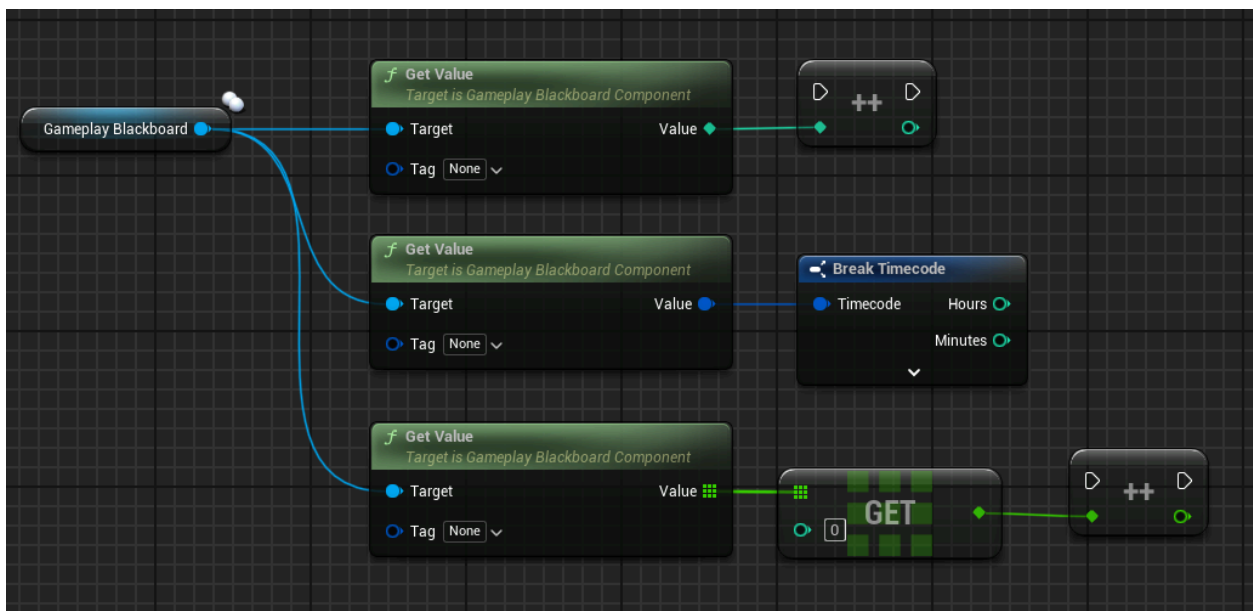 Gameplay Blackboard
f Get Value
Target is Gameplay Blackboard Component
Target
Value
Tag None
++
f Get Value
Target is Gameplay Blackboard Component
Target
Value
Tag None
Break Timecode
Timecode
Hours
Minutes
f Get Value
Target is Gameplay Blackboard Component
Target
Value
Tag None
GET
0
++